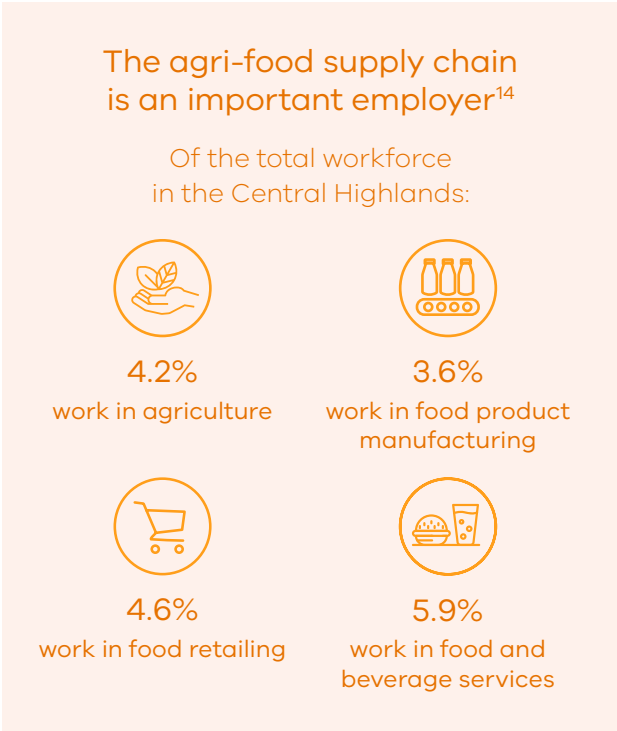 The agri-food supply chain
is an important employer¹⁴
Of the total workforce
in the Central Highlands:
4.2%
work in agriculture
3.6%
work in food product
manufacturing
4.6%
work in food retailing
5.9%
work in food and
beverage services